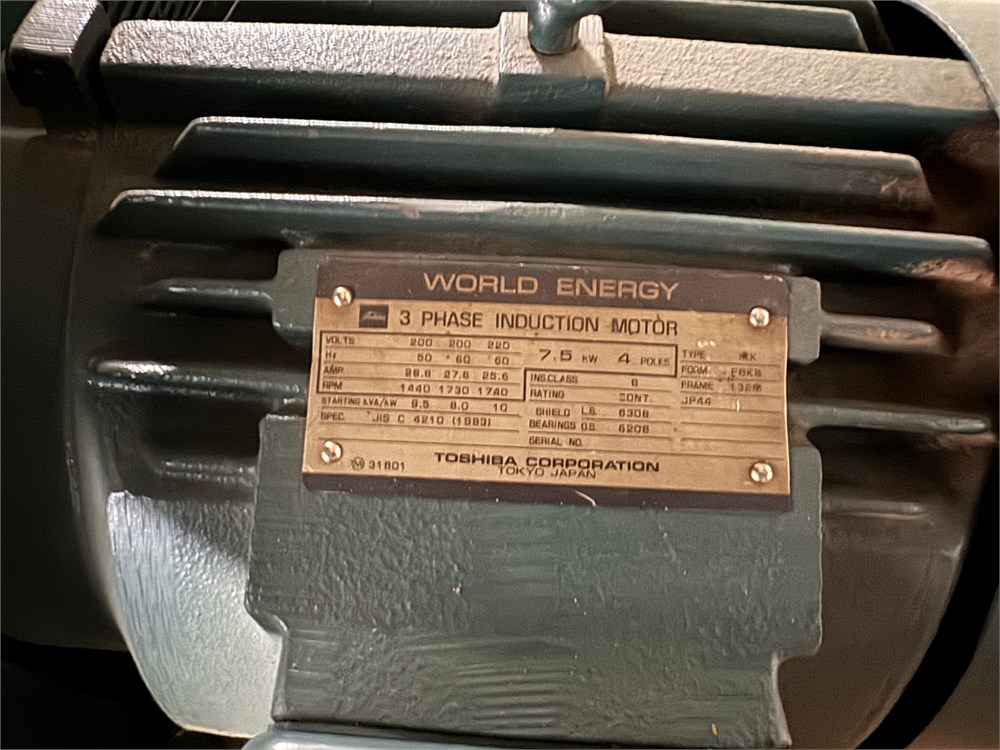 WORLD ENERGY
3 PHASE INDUCTION MOTOR
VOLTS 200 200 220
Hz 50 60 60
AMP. 28.8 27.6 25.6
RPM 1440 1730 1740
STARTING KVA/KW 9.5 8.0 10
SPEC. JIS C 4210 (1983)
7.5 KW 4 POLES
INS.CLASS B
RATING CONT.
SHIELD L.S. 6308
BEARINGS O.S. 6208
SERIAL NO.
TYPE
FORM
FRAME 132M
JP44
M 31801
TOSHIBA CORPORATION
TOKYO JAPAN